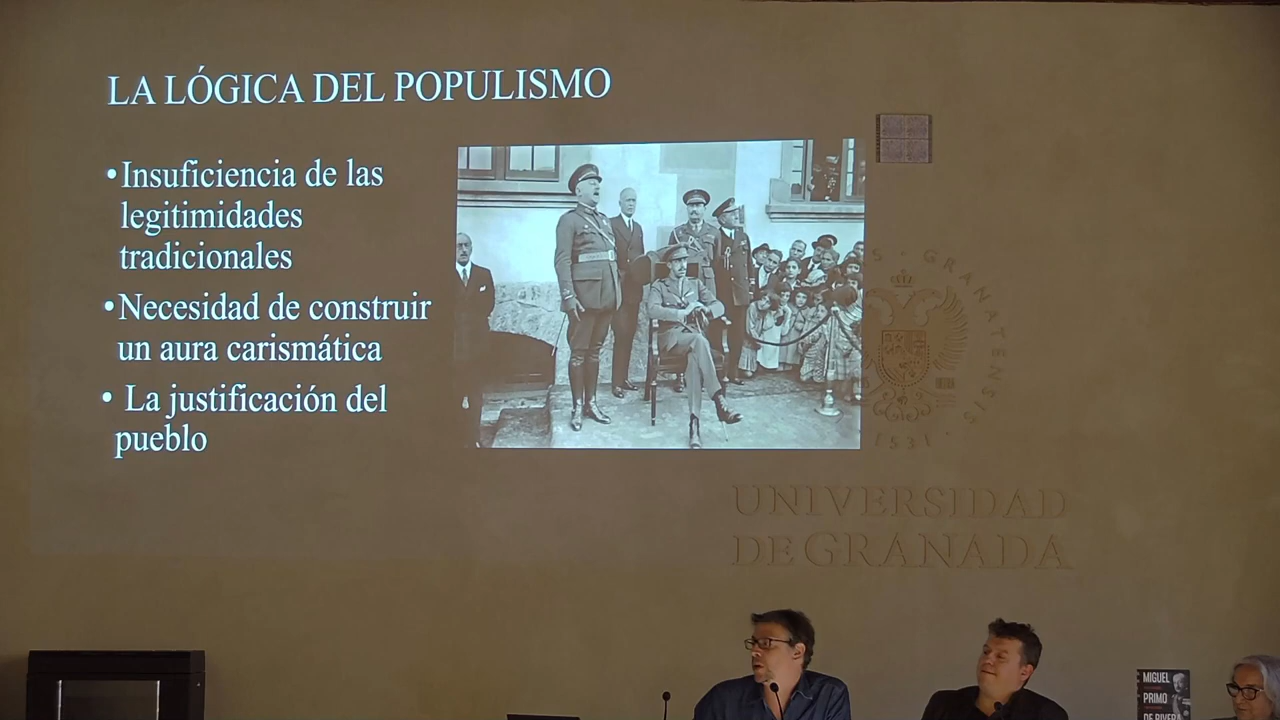 LA LÓGICA DEL POPULISMO
•Insuficiencia de las
legitimidades
tradicionales
•Necesidad de construir
un aura carismática
• La justificación del
pueblo
S · GRANATENSIS ·
1531
UNIVERSIDAD
DE GRANADA
MIGUEL
PRIMO
DE RIVERA